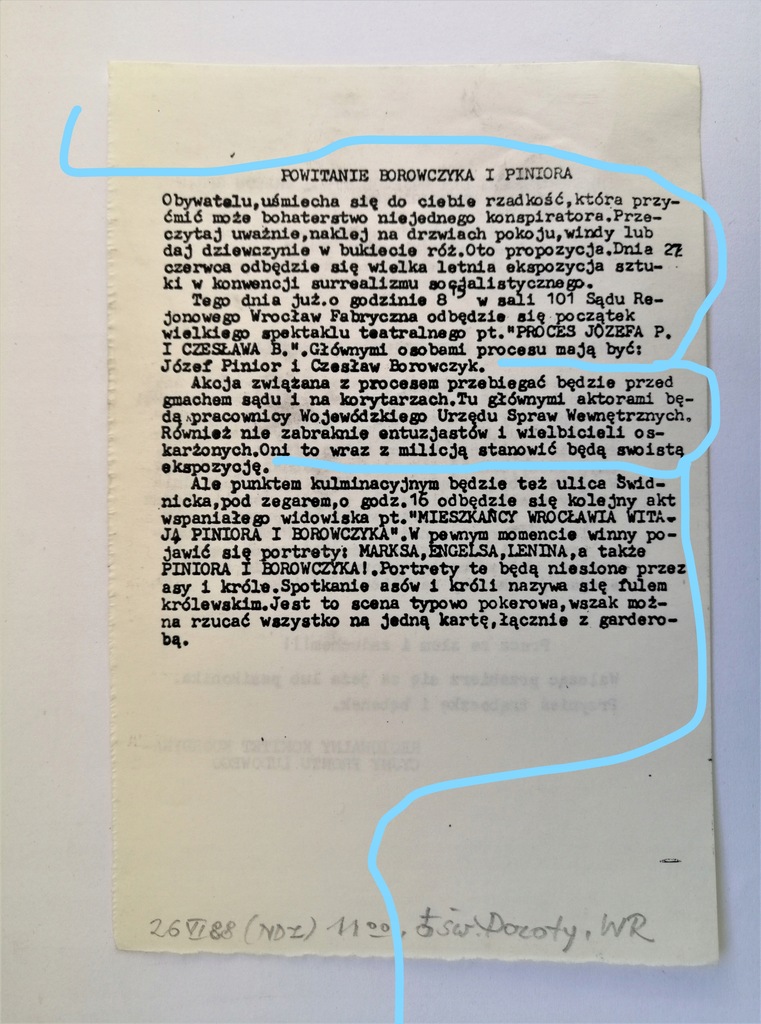 POWITANIE BOROWCZYKA I PINIORA
Obywatelu,uśmiecha się do ciebie rzadkość,która przy-
ćmić może bohaterstwo niejednego konspiratora.Prze-
czytaj uważnie,naklej na drzwiach pokoju,windy lub
daj dziewczynie w bukiecie róż.Oto propozycja.Dnia 27
czerwca odbędzie się wielka letnia ekspozycja sztu-
ki w konwencji surrealizmu socjalistycznego.
Tego dnia już.o godzinie 8 w sali 101 Sądu Re-
jonowego Wrocław Fabryczna odbędzie się początek
wielkiego spektaklu teatralnego pt."PROCES JÓZEFA P.
I CZESŁAWA B.".Głównymi osobami procesu mają być:
Józef Pinior i Czesław Borowczyk.
Akcja związana z procesem przebiegać będzie przed
gmachem sądu i na korytarzach.Tu głównymi aktorami bę-
dą pracownicy Wojewódzkiego Urzędu Spraw Wewnętrznych.
Również nie zabraknie entuzjastów i wielbicieli os-
karżonych.Oni to wraz z milicją stanowić będą swoistą
ekspozycję.
Ale punktem kulminacyjnym będzie też ulica Świd-
nicka,pod zegarem,o godz.16 odbędzie się kolejny akt
wspaniałego widowiska pt."MIESZKAŃCY WROCŁAWIA WITA-
JĄ PINIORA I BOROWCZYKA".W pewnym momencie winny po-
jawić się portrety: MARKSA,ENGELSA,LENINA,a także
PINIORA I BOROWCZYKA!.Portrety te będą niesione przez
asy i króle.Spotkanie asów i króli nazywa się fulem
królewskim.Jest to scena typowo pokerowa,wszak moż-
na rzucać wszystko na jedną kartę,łącznie z gardero-
bą.
26 VI 88 (NDZ) 11 00. św. Doroty, WR